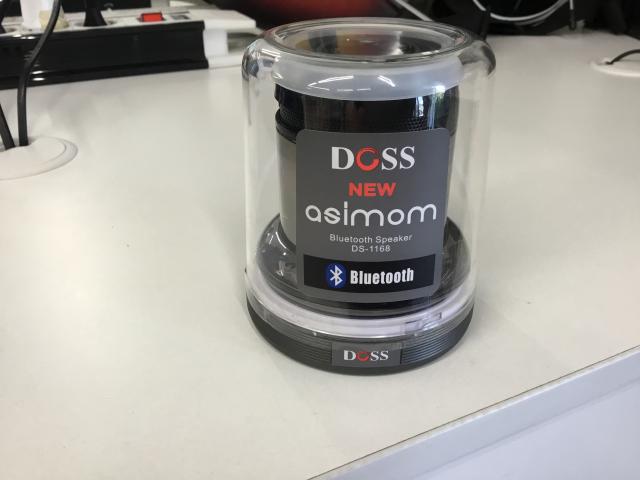 DOSS
NEW
asimom
Bluetooth Speaker
DS-1168
Bluetooth
DOSS